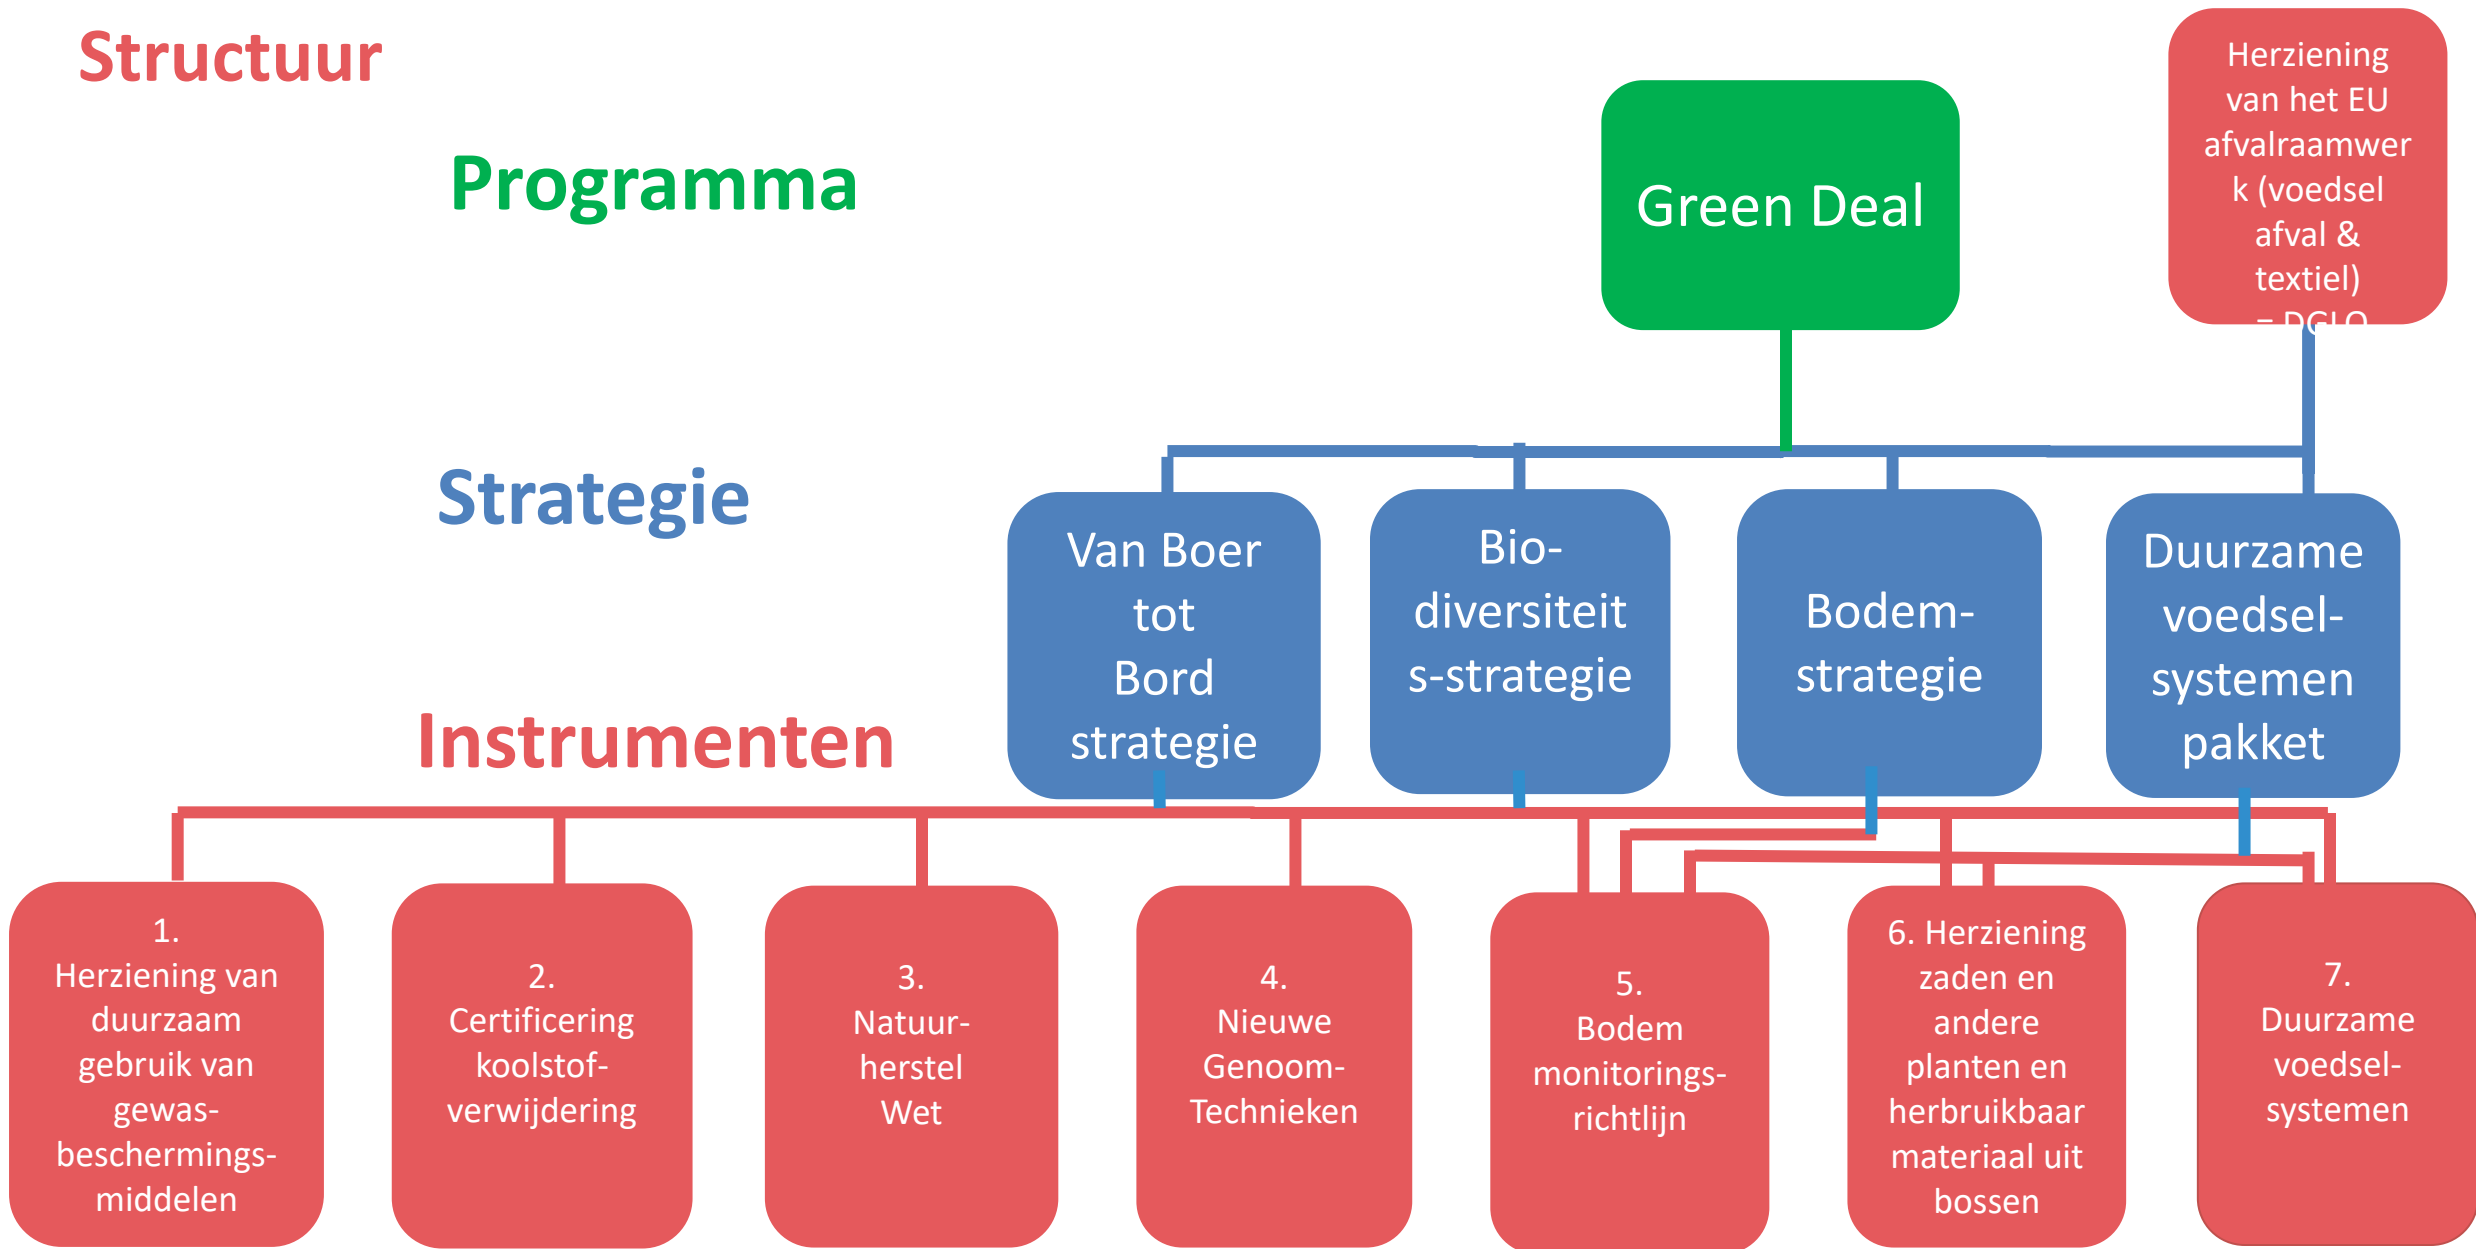 Structuur
Programma
Green Deal
Herziening
van het EU
afvalraamwer
k (voedsel
afval &
textiel)
= DGLO
Strategie
Van Boer
tot
Bord
strategie
Bio-
diversiteit
s-strategie
Bodem-
strategie
Duurzame
voedsel-
systemen
pakket
Instrumenten
1.
Herziening van
duurzaam
gebruik van
gewas-
beschermings-
middelen
2.
Certificering
koolstof-
verwijdering
3.
Natuur-
herstel
Wet
4.
Nieuwe
Genoom-
Technieken
5.
Bodem
monitorings-
richtlijn
6. Herziening
zaden en
andere
planten en
herbruikbaar
materiaal uit
bossen
7.
Duurzame
voedsel-
systemen